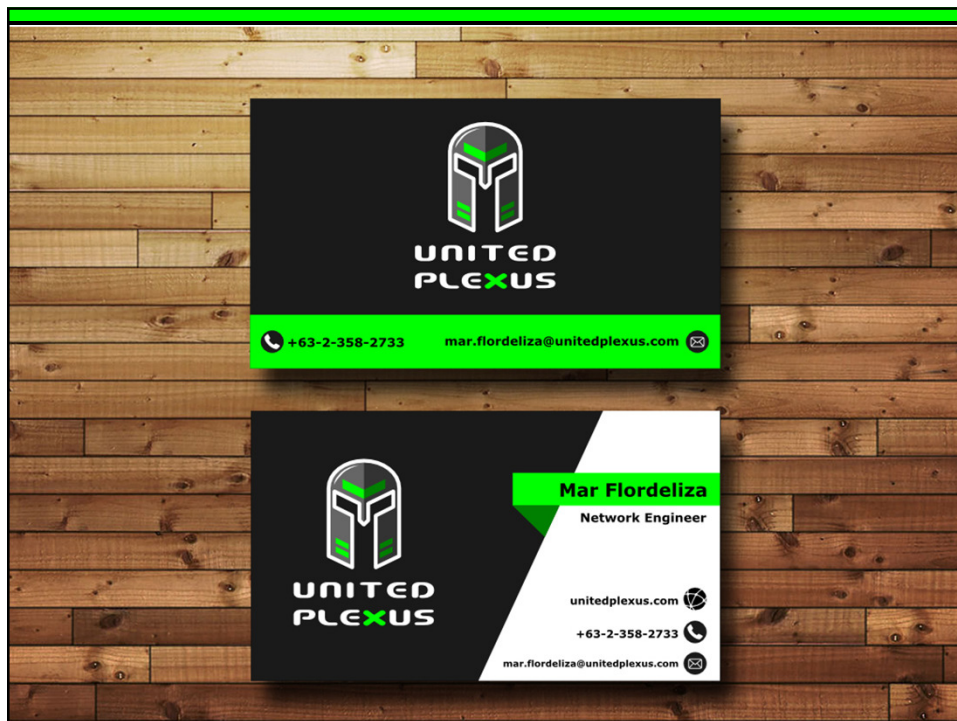 UNITED
PLEXUS
+63-2-358-2733
mar.flordeliza@unitedplexus.com
UNITED
PLEXUS
Mar Flordeliza
Network Engineer
unitedplexus.com
+63-2-358-2733
mar.flordeliza@unitedplexus.com